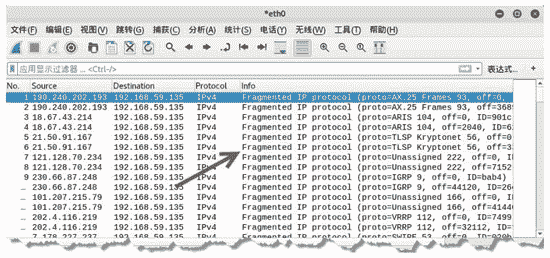 *eth0
文件(F) 编辑(E) 视图(V) 跳转(G) 捕获(C) 分析(A) 统计(S) 电话(Y) 无线(W) 工具(T) 帮助(H)
应用显示过滤器 … <Ctrl-/> 表达式… +
No. Source Destination Protocol Info
1 190.240.202.193 192.168.59.135 IPv4 Fragmented IP protocol (proto=AX.25 Frames 93, off=0,
2 190.240.202.193 192.168.59.135 IPv4 Fragmented IP protocol (proto=AX.25 Frames 93, off=368
3 18.67.43.214 192.168.59.135 IPv4 Fragmented IP protocol (proto=ARIS 104, off=0, ID=901c
4 18.67.43.214 192.168.59.135 IPv4 Fragmented IP protocol (proto=ARIS 104, off=2040, ID=6
5 21.50.91.167 192.168.59.135 IPv4 Fragmented IP protocol (proto=TLSP Kryptonet 56, off=0
6 21.50.91.167 192.168.59.135 IPv4 Fragmented IP protocol (proto=TLSP Kryptonet 56, off=3
7 121.128.70.234 192.168.59.135 IPv4 Fragmented IP protocol (proto=Unassigned 222, off=0, I
8 121.128.70.234 192.168.59.135 IPv4 Fragmented IP protocol (proto=Unassigned 222, off=7152
9 230.66.87.248 192.168.59.135 IPv4 Fragmented IP protocol (proto=IGRP 9, off=0, ID=bab4)
… 230.66.87.248 192.168.59.135 IPv4 Fragmented IP protocol (proto=IGRP 9, off=44120, ID=26
… 101.207.215.79 192.168.59.135 IPv4 Fragmented IP protocol (proto=Unassigned 166, off=0, I
… 101.207.215.79 192.168.59.135 IPv4 Fragmented IP protocol (proto=Unassigned 166, off=4144
… 202.4.116.219 192.168.59.135 IPv4 Fragmented IP protocol (proto=VRRP 112, off=0, ID=7499
… 202.4.116.219 192.168.59.135 IPv4 Fragmented IP protocol (proto=VRRP 112, off=32112,
… 7.178.227.237 192.168.59.135 IPv4 Fragmented IP protocol (proto=SWIPE 53, off=0